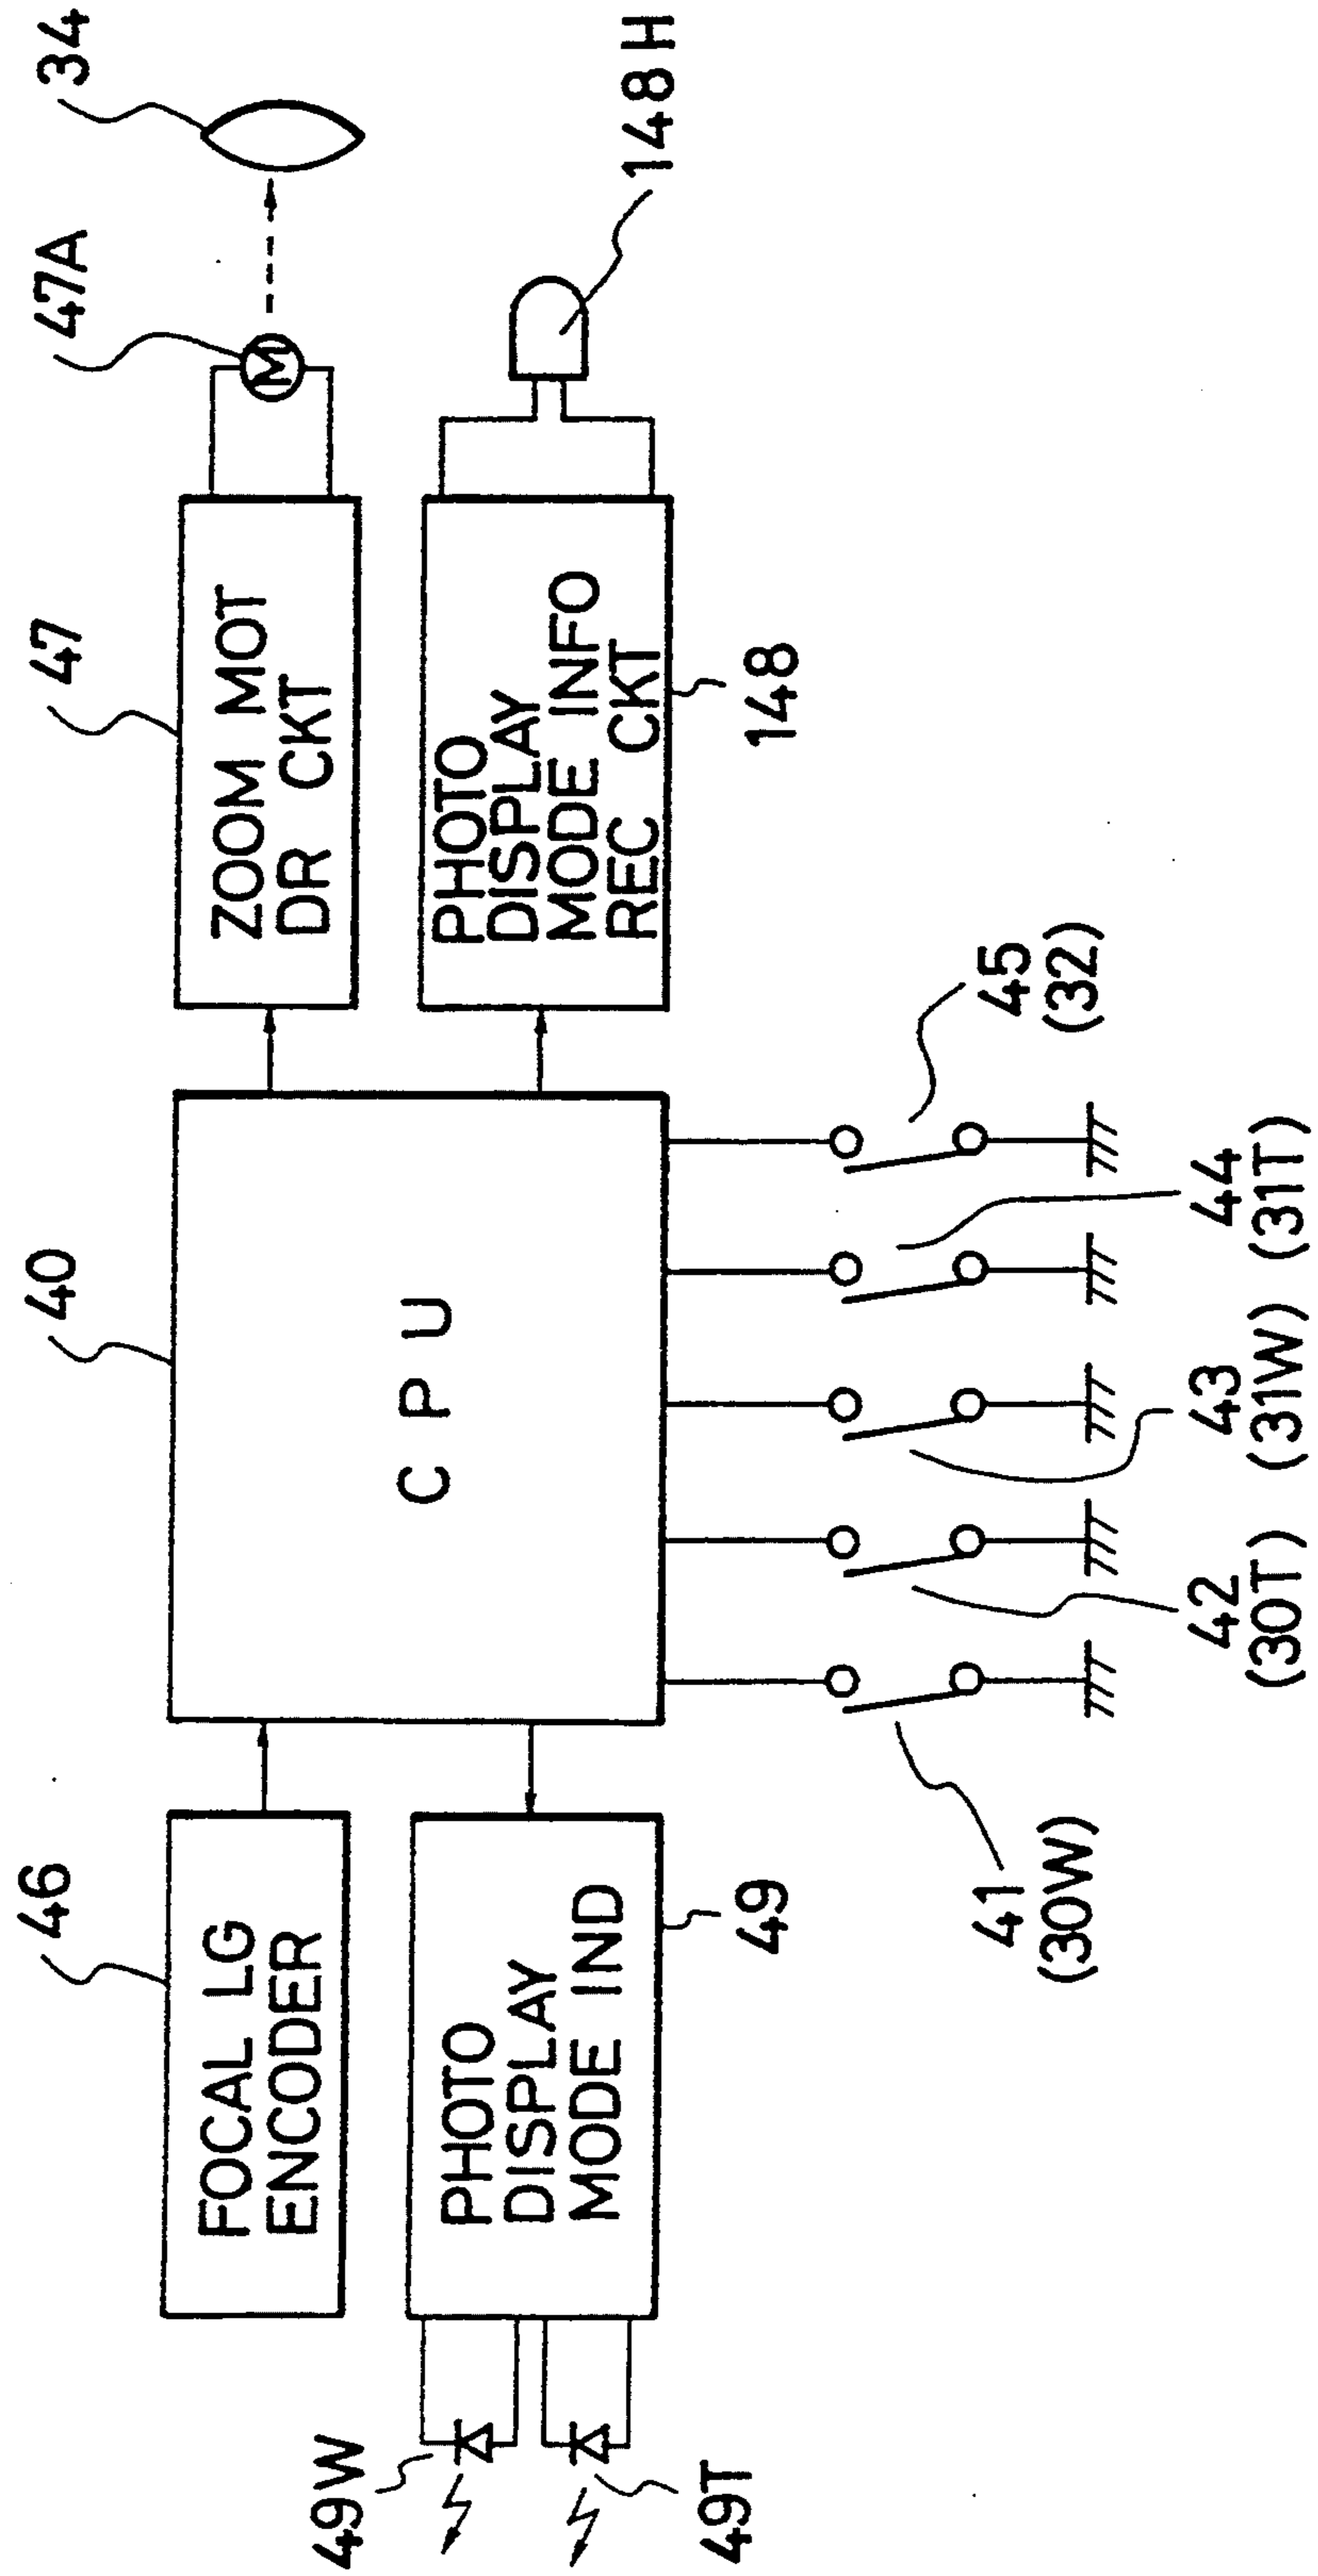 46
FOCAL LG
ENCODER
40
C P U
47
ZOOM MOT
DR CKT
47A
M
34
49W
49T
PHOTO
DISPLAY
MODE IND
49
PHOTO
DISPLAY
MODE INFO
REC CKT
148
148H
41
(30W)
42
(30T)
43
(31W)
44
(31T)
45
(32)